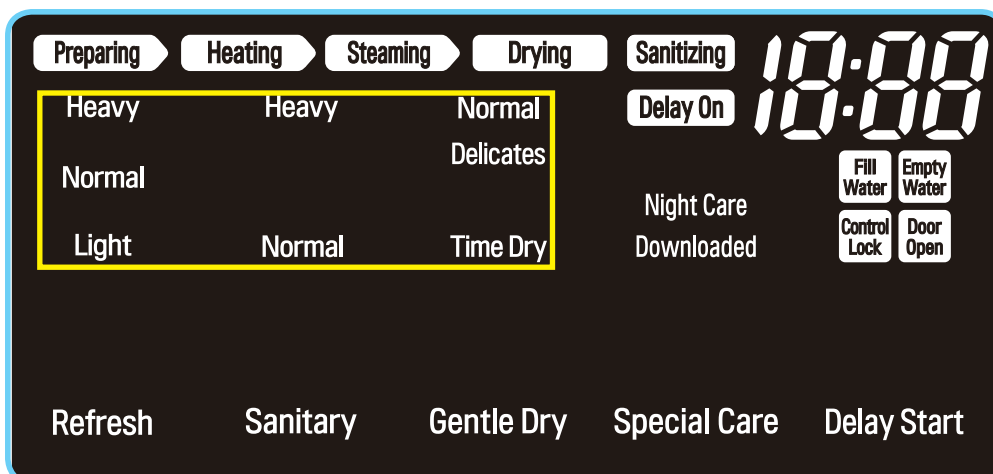 Preparing Heating Steaming Drying Sanitizing 18:88
Heavy Heavy Normal Delay On
Delicates
Normal Fill Water Empty Water
Night Care
Light Normal Time Dry Downloaded Control Lock Door Open
Refresh Sanitary Gentle Dry Special Care Delay Start